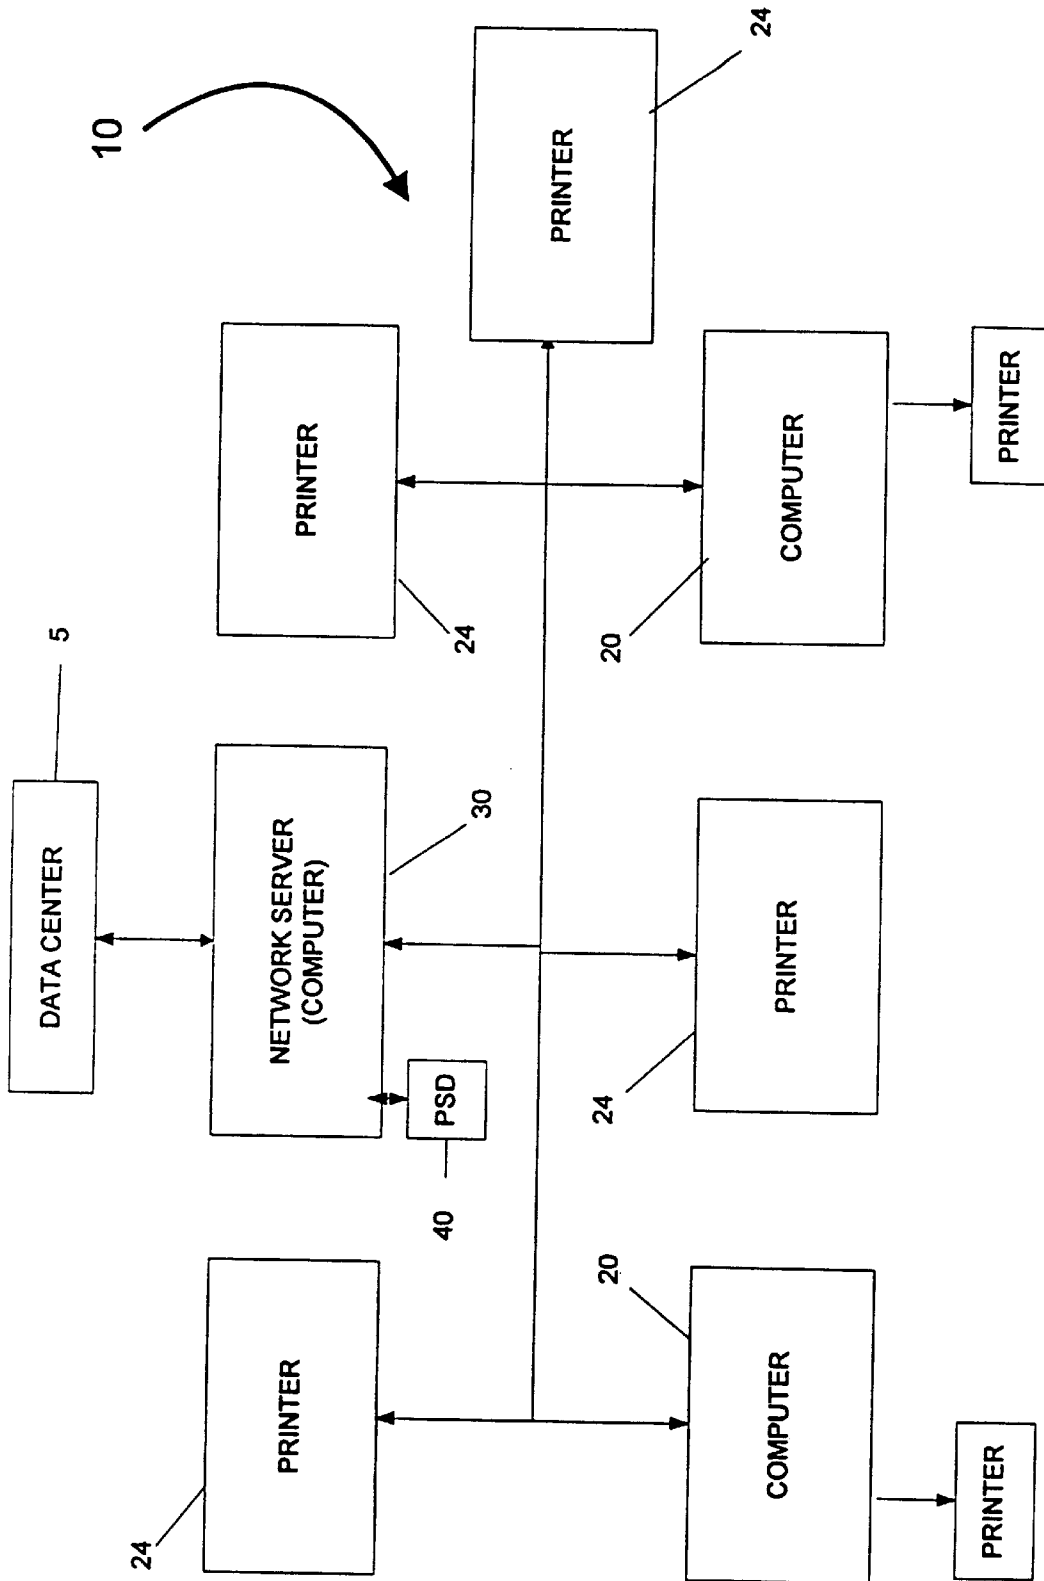 DATA CENTER
5
10
24
PRINTER
NETWORK SERVER
(COMPUTER)
30
PRINTER
24
40
PSD
PRINTER
24
20
COMPUTER
PRINTER
24
PRINTER
20
COMPUTER
PRINTER